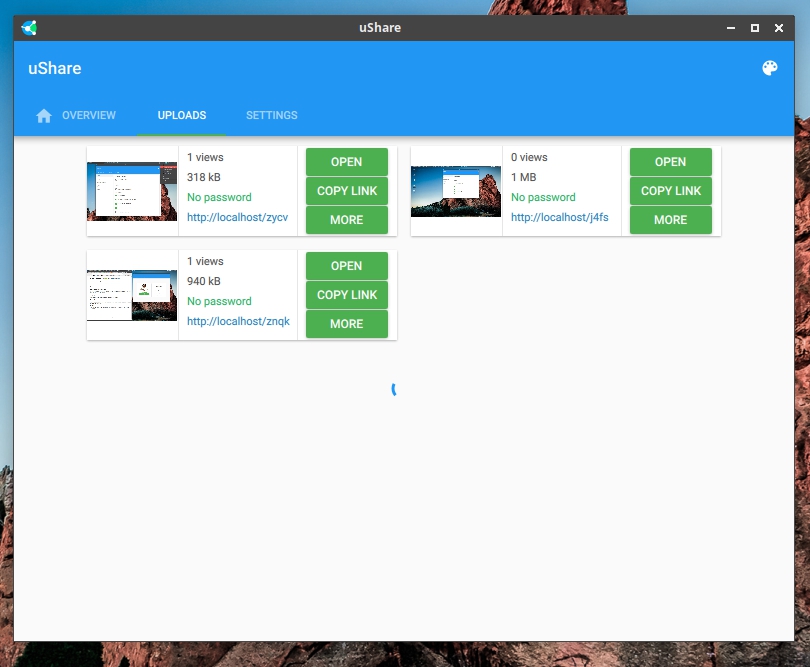 uShare
uShare
OVERVIEW
UPLOADS
SETTINGS
1 views
318 kB
No password
http://localhost/zycv
OPEN
COPY LINK
MORE
0 views
1 MB
No password
http://localhost/j4fs
OPEN
COPY LINK
MORE
1 views
940 kB
No password
http://localhost/znqk
OPEN
COPY LINK
MORE